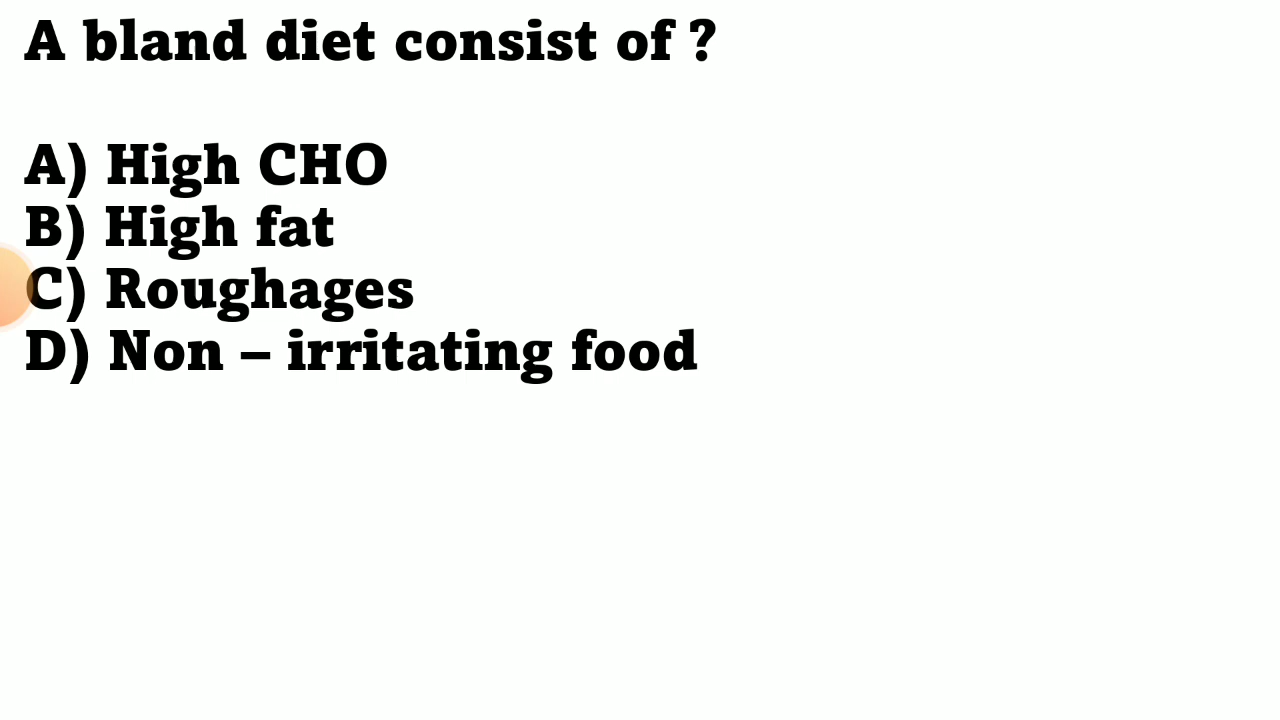 A bland diet consist of ?
A) High CHO
B) High fat
C) Roughages
D) Non – irritating food